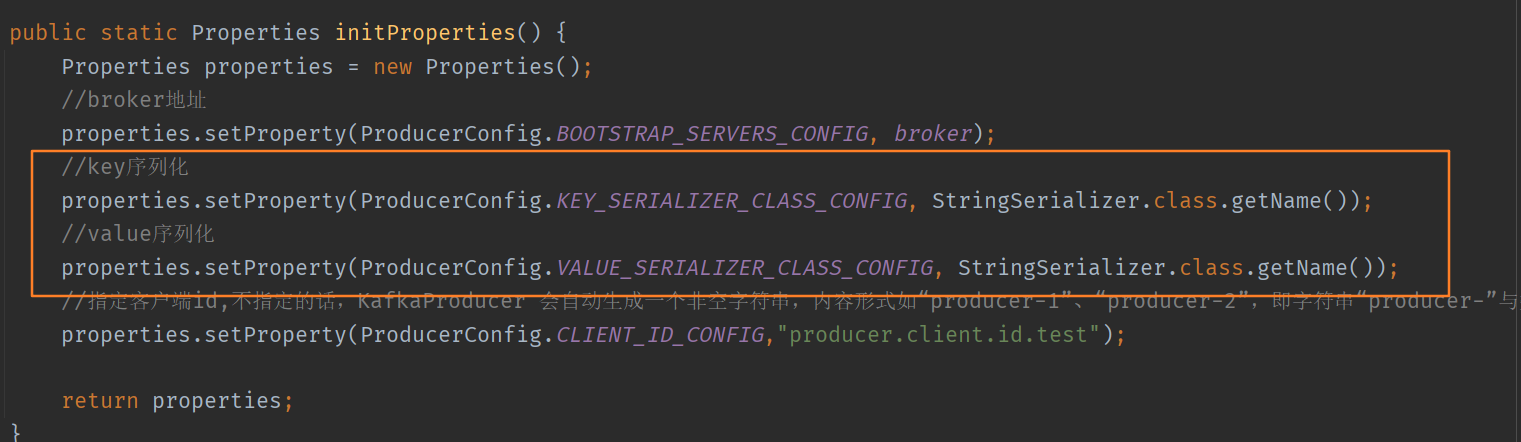 public static Properties initProperties() {
Properties properties = new Properties();
//broker地址
properties.setProperty(ProducerConfig.BOOTSTRAP_SERVERS_CONFIG, broker);
//key序列化
properties.setProperty(ProducerConfig.KEY_SERIALIZER_CLASS_CONFIG, StringSerializer.class.getName());
//value序列化
properties.setProperty(ProducerConfig.VALUE_SERIALIZER_CLASS_CONFIG, StringSerializer.class.getName());
//指定客户端id,不指定的话，KafkaProducer 会自动生成一个非空字符串，内容形式如“producer-1”、“producer-2”，即字符串“producer-”与
properties.setProperty(ProducerConfig.CLIENT_ID_CONFIG,"producer.client.id.test");
return properties;
}